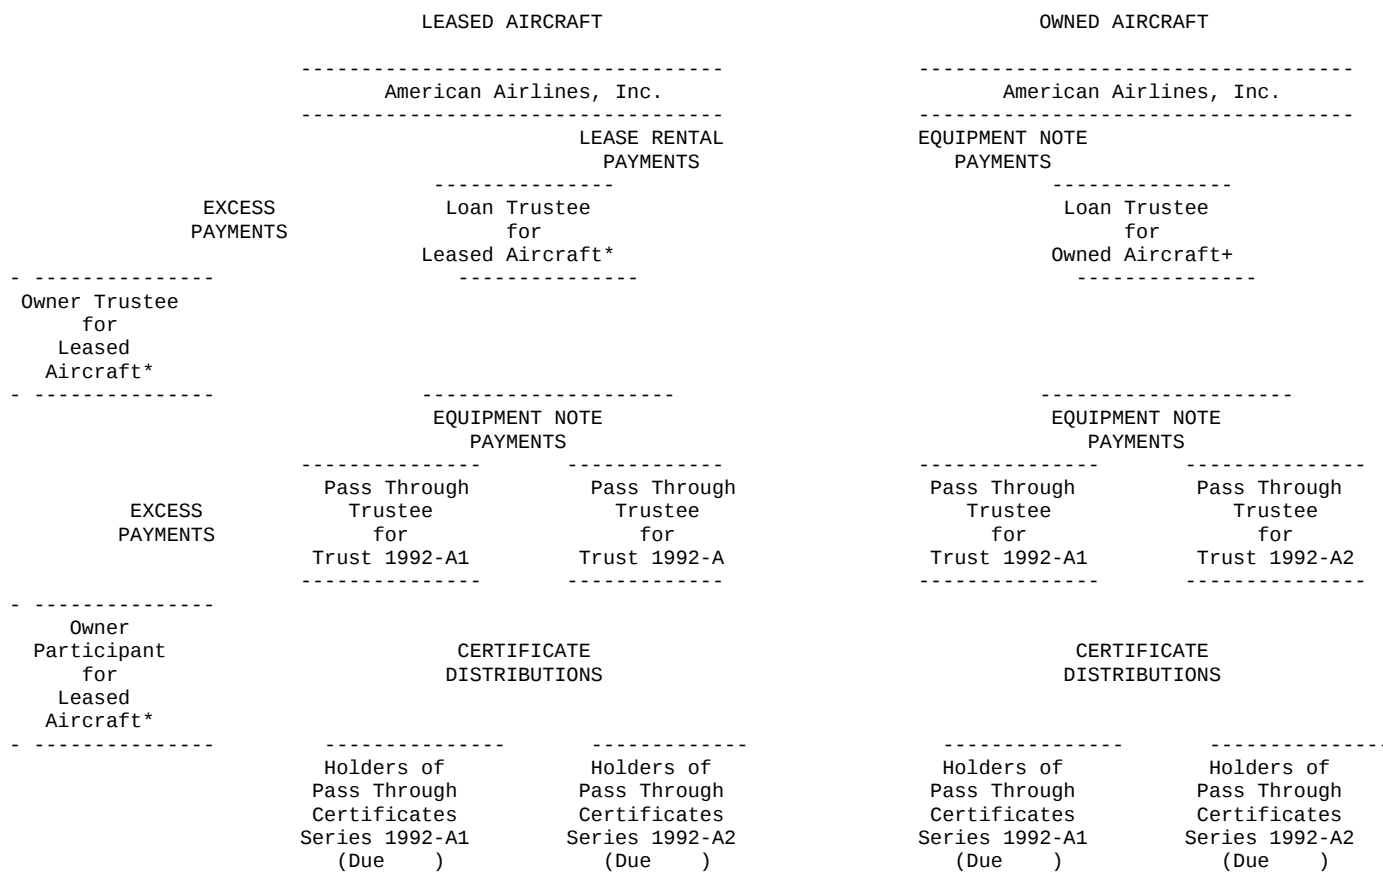 LEASED AIRCRAFT                                    OWNED AIRCRAFT
-----------------------------------                ------------------------------------
American Airlines, Inc.                            American Airlines, Inc.
-----------------------------------                ------------------------------------
LEASE RENTAL                EQUIPMENT NOTE
PAYMENTS                    PAYMENTS
---------------                                    ---------------
EXCESS             Loan Trustee                                       Loan Trustee
PAYMENTS                for                                                for
Leased Aircraft*                                   Owned Aircraft+
- ---------------                    ---------------                                    ---------------
Owner Trustee
for
Leased
Aircraft*
- ---------------                 ---------------------                              ---------------------
EQUIPMENT NOTE                                     EQUIPMENT NOTE
PAYMENTS                                           PAYMENTS
---------------     -------------                ---------------       ---------------
Pass Through          Pass Through                Pass Through          Pass Through
EXCESS            Trustee               Trustee                     Trustee               Trustee
PAYMENTS             for                   for                         for                   for
Trust 1992-A1         Trust 1992-A                Trust 1992-A1         Trust 1992-A2
---------------     -------------                ---------------       ---------------
- ---------------
Owner
Participant                        CERTIFICATE                                        CERTIFICATE
for                           DISTRIBUTIONS                                      DISTRIBUTIONS
Leased
Aircraft*
- ---------------         ---------------       -------------                ---------------       ---------------
Holders of            Holders of                  Holders of            Holders of
Pass Through          Pass Through                Pass Through          Pass Through
Certificates          Certificates                Certificates          Certificates
Series 1992-A1        Series 1992-A2              Series 1992-A1        Series 1992-A2
(Due    )             (Due    )                   (Due    )             (Due    )